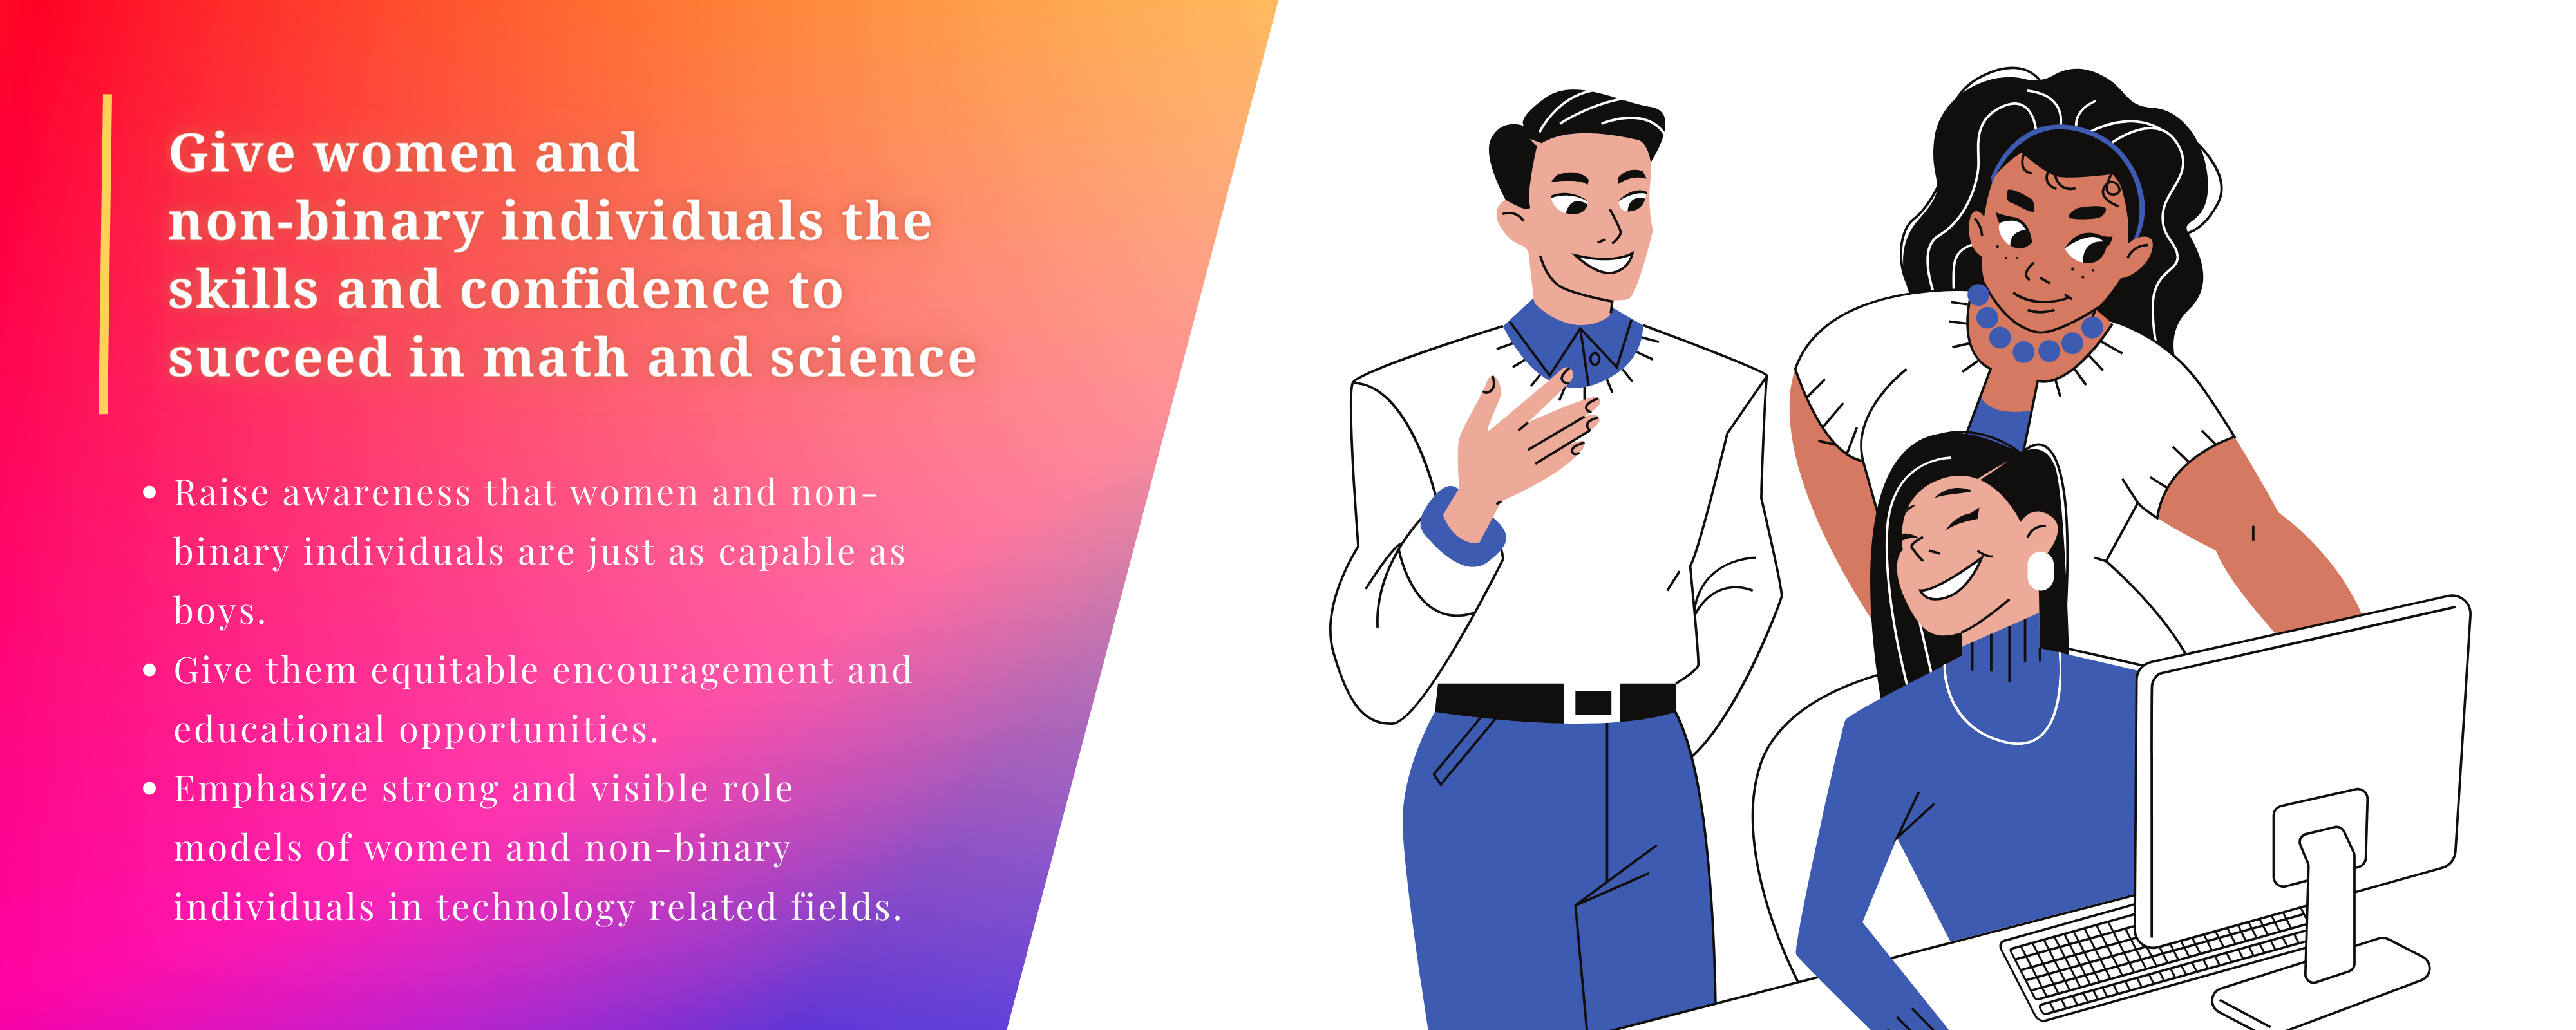 Give women and
non-binary individuals the
skills and confidence to
succeed in math and science
• Raise awareness that women and non-
binary individuals are just as capable as
boys.
• Give them equitable encouragement and
educational opportunities.
• Emphasize strong and visible role
models of women and non-binary
individuals in technology related fields.